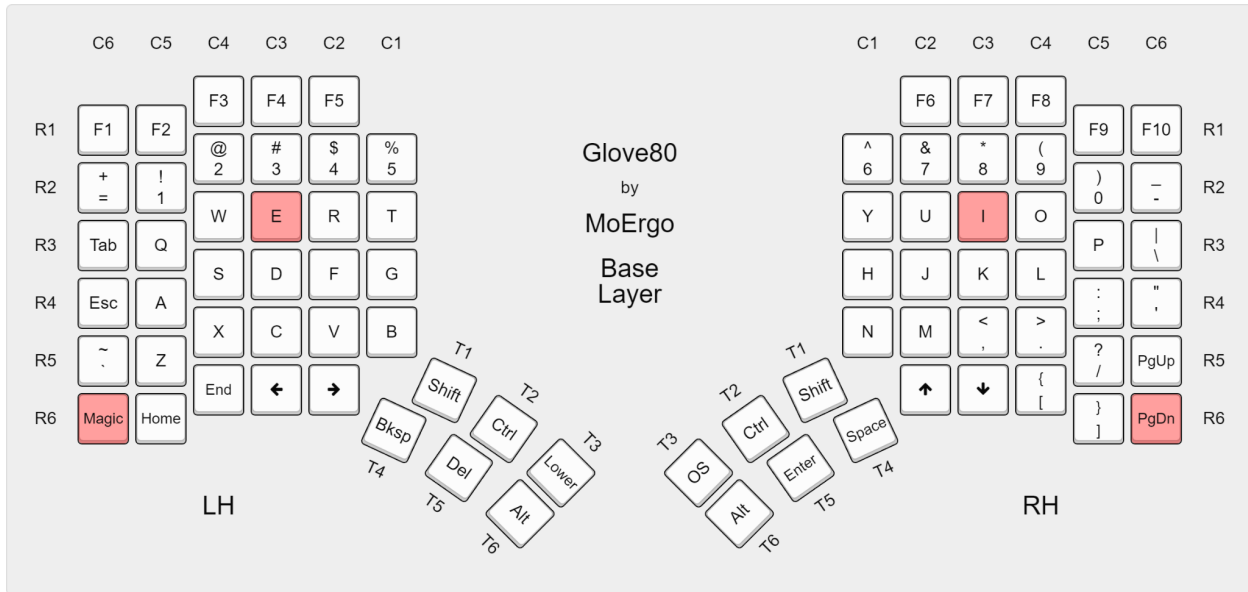 C6 C5 C4 C3 C2 C1 C1 C2 C3 C4 C5 C6
F3 F4 F5 F6 F7 F8
R1 F1 F2 F9 F10 R1
@ # $ % ^ & * (
2 3 4 5 6 7 8 9
R2 + ! ) _ R2
= 1 0 -
W E R T Y U I O
R3 Tab Q P | R3
\
S D F G H J K L
R4 Esc A : " R4
; '
X C V B N M < >
, .
R5 ~ Z ? PgUp R5
` /
End ← → ↑ ↓ {
[
R6 Magic Home } PgDn R6
]
Glove80
by
MoErgo
Base
Layer
T1 T1
Shift T2 T2 Shift
Bksp Ctrl T3 T3 Ctrl Space
T4 Del Lower OS Enter T4
T5 Alt Alt T5
T6 T6
LH RH